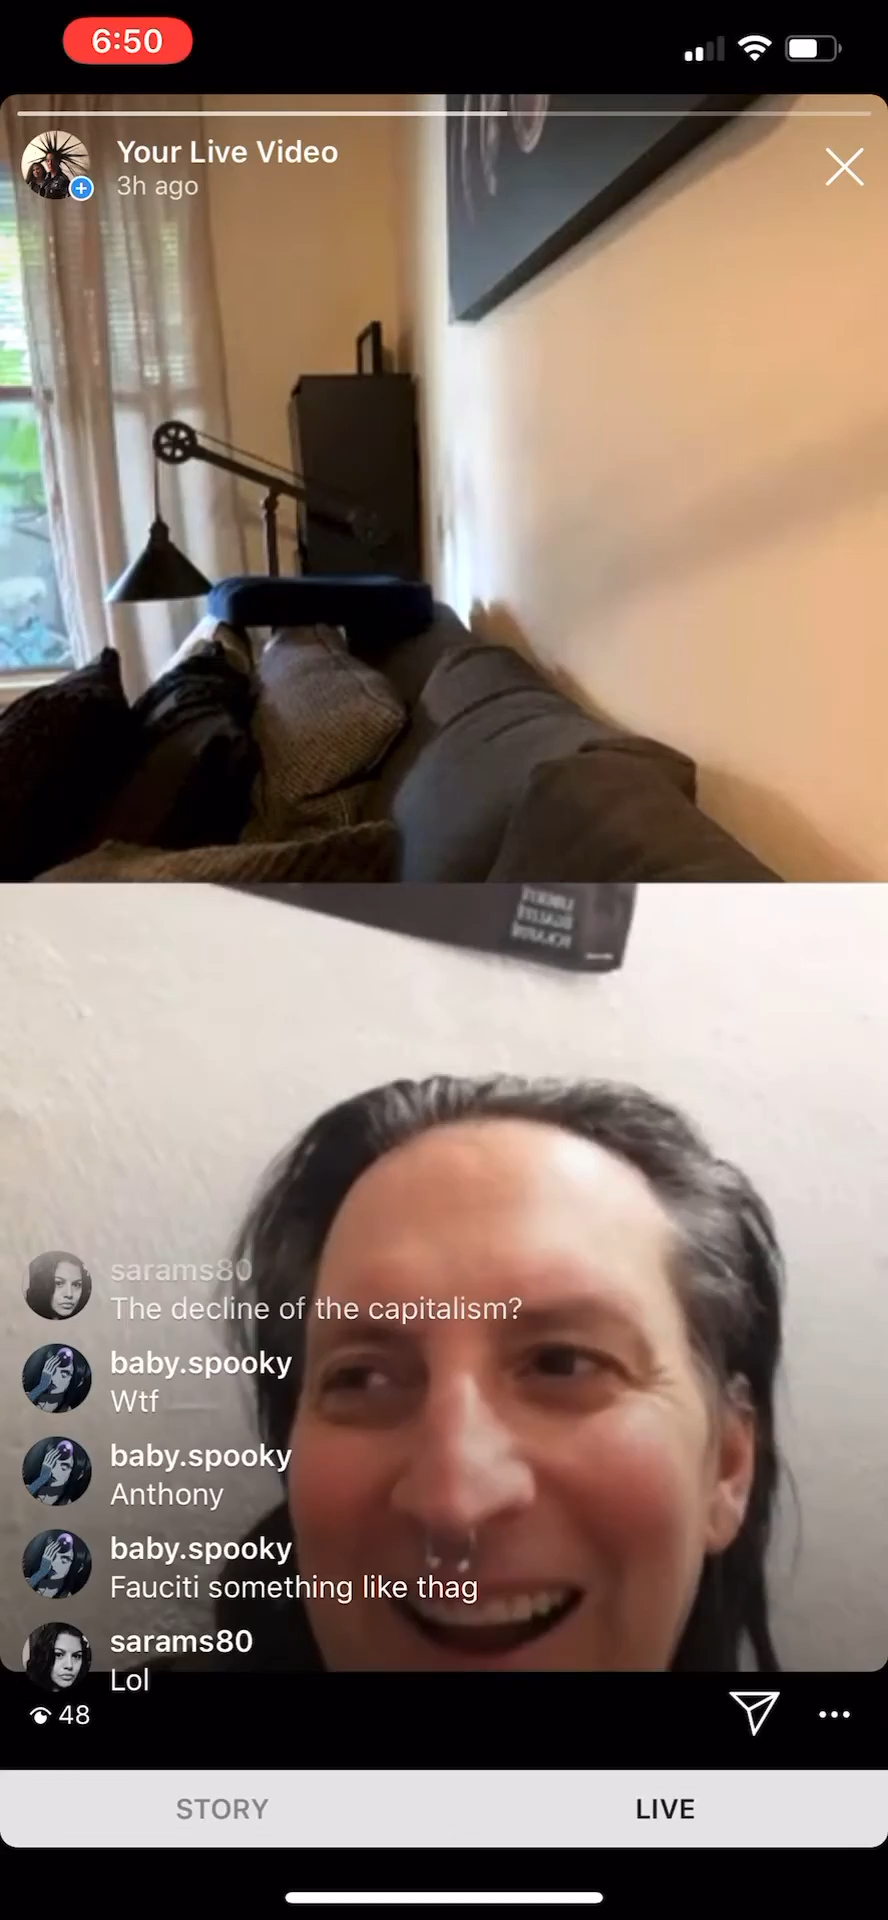 6:50
Your Live Video
3h ago
sarams80
The decline of the capitalism?
baby.spooky
Wtf
baby.spooky
Anthony
baby.spooky
Fauciti something like thag
sarams80
Lol
48
STORY
LIVE